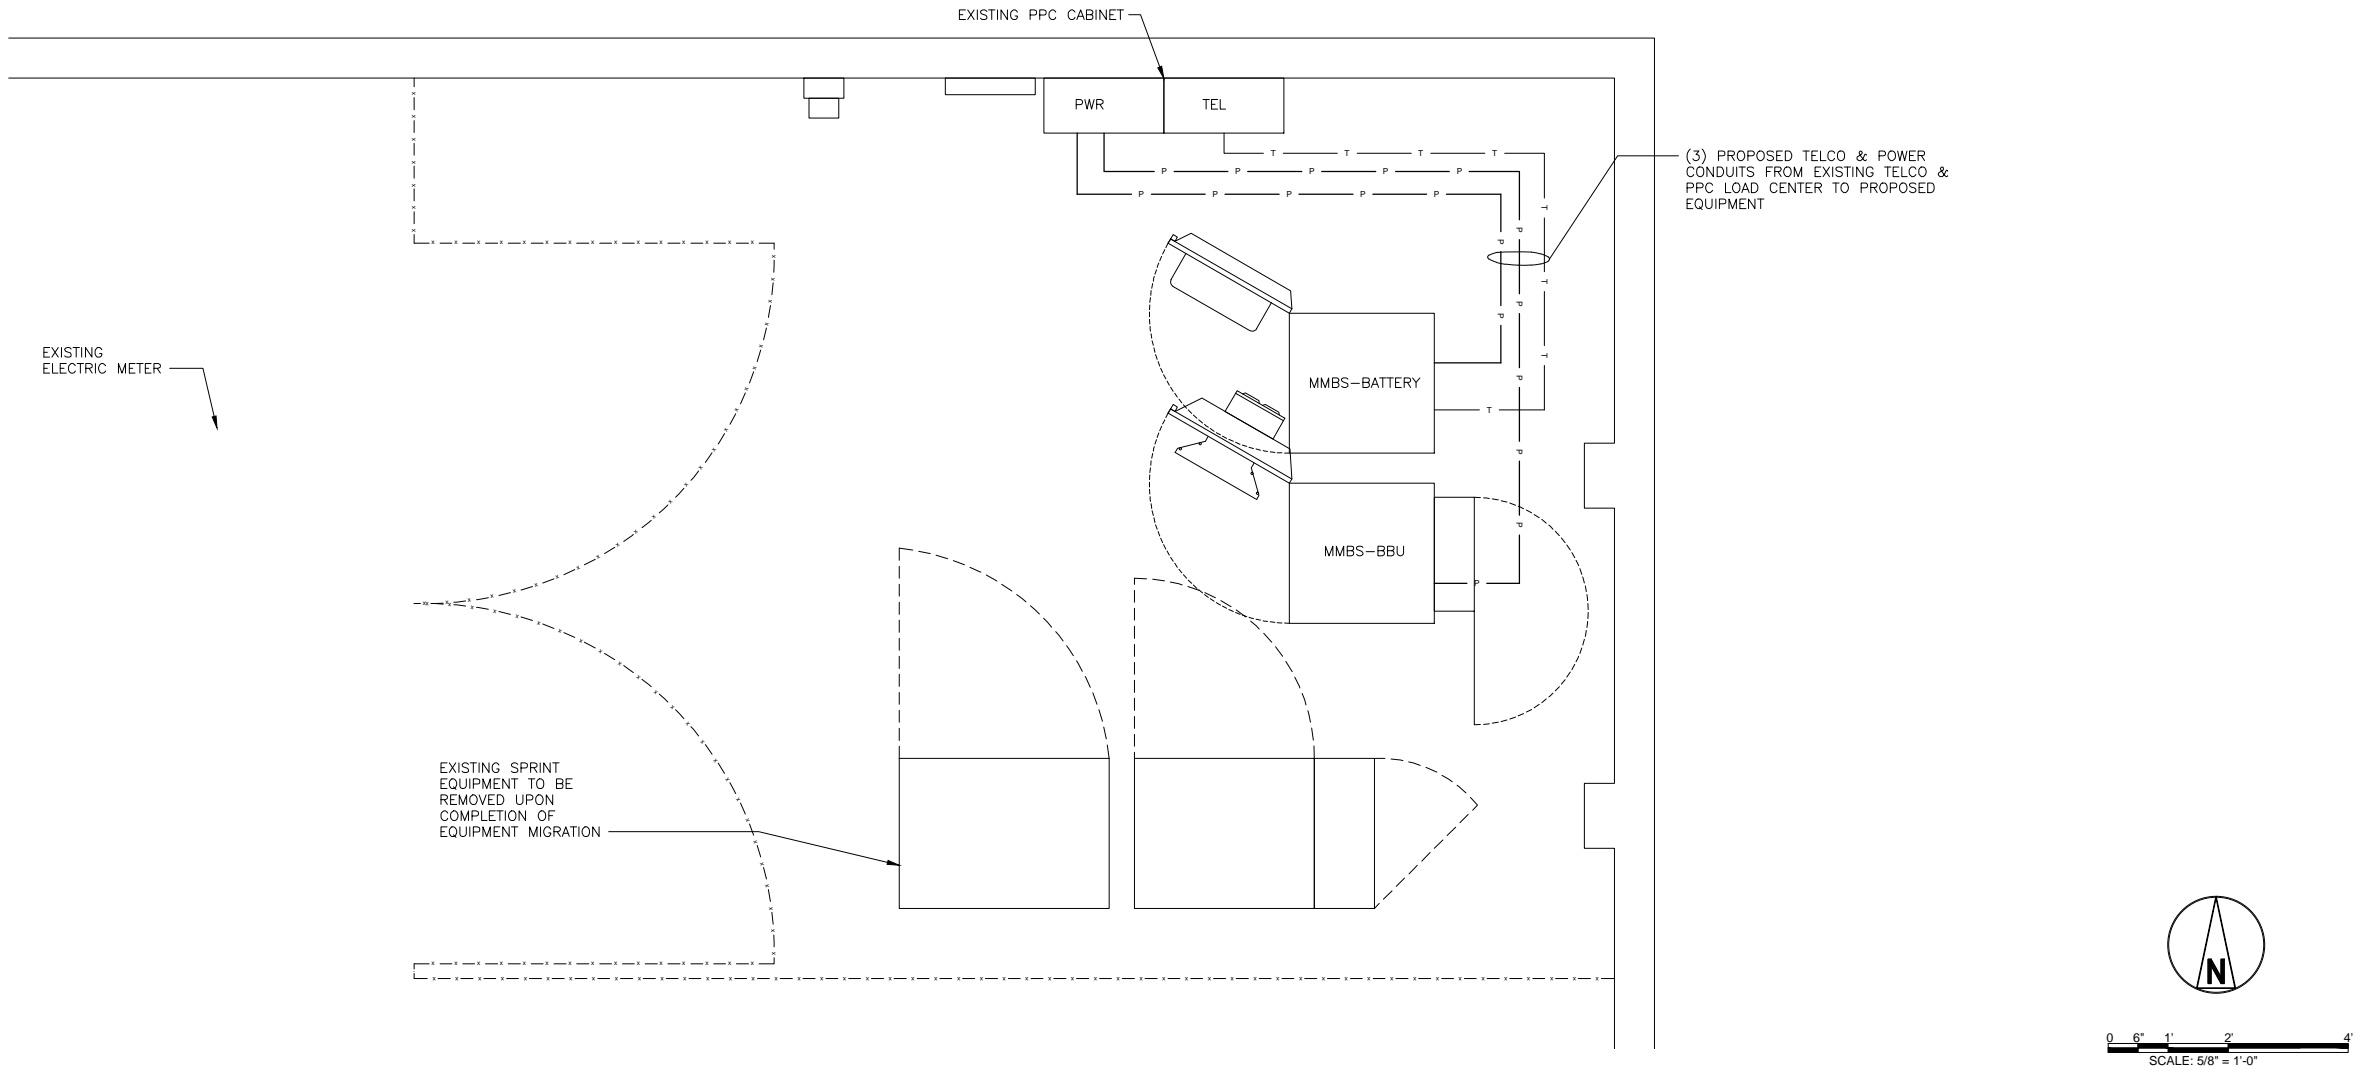 EXISTING PPC CABINET
PWR
TEL
T T T T
P P P P P
P P P P P
(3) PROPOSED TELCO & POWER
CONDUITS FROM EXISTING TELCO &
PPC LOAD CENTER TO PROPOSED
EQUIPMENT
T
P
P
T
P
P
T
P
T
P
P
P
EXISTING
ELECTRIC METER
MMBS-BATTERY
MMBS-BBU
EXISTING SPRINT
EQUIPMENT TO BE
REMOVED UPON
COMPLETION OF
EQUIPMENT MIGRATION
N
0 6" 1' 2' 4'
SCALE: 5/8" = 1'-0"